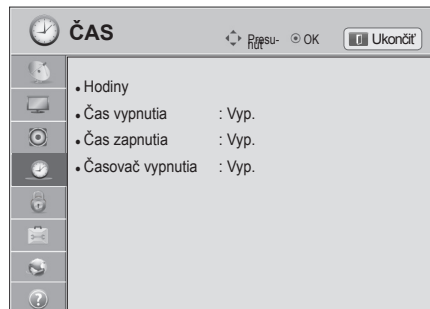 ČAS
Presu-
núť
OK
Ukončiť
• Hodiny
• Čas vypnutia : Vyp.
• Čas zapnutia : Vyp.
• Časovač vypnutia : Vyp.